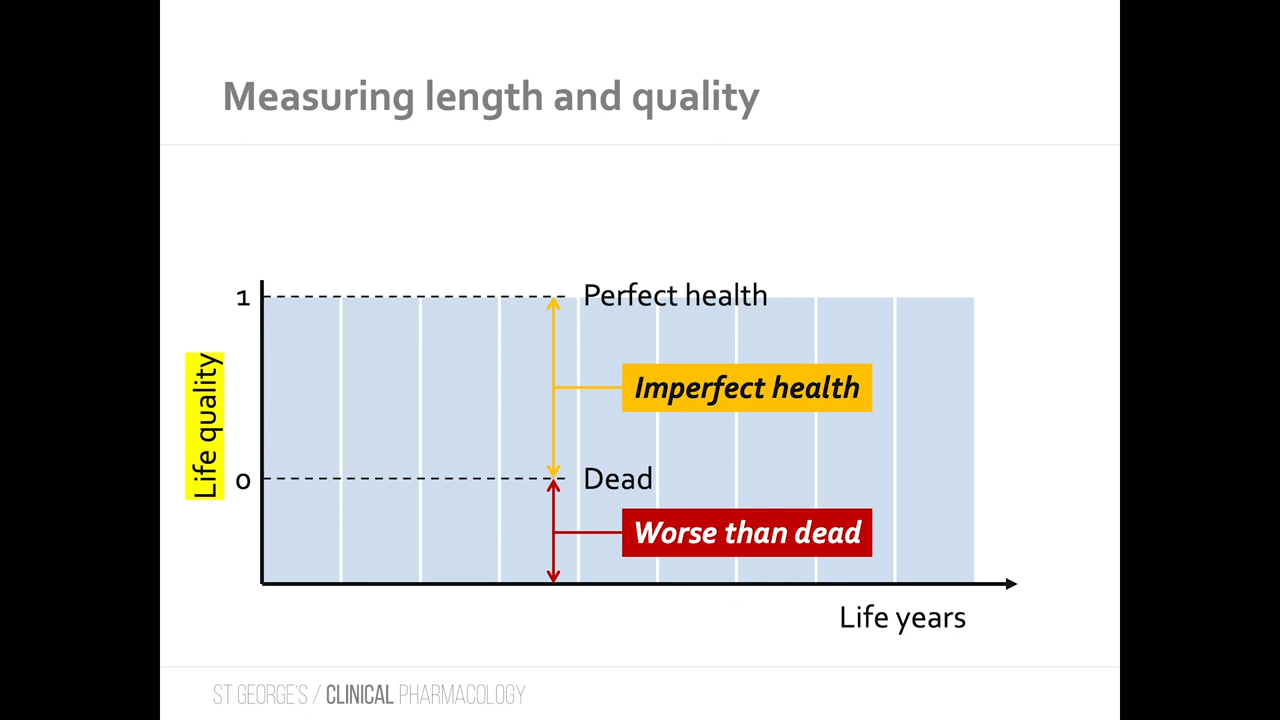 Measuring length and quality
1
Perfect health
Imperfect health
Life quality
0
Dead
Worse than dead
Life years
ST GEORGE'S / CLINICAL PHARMACOLOGY